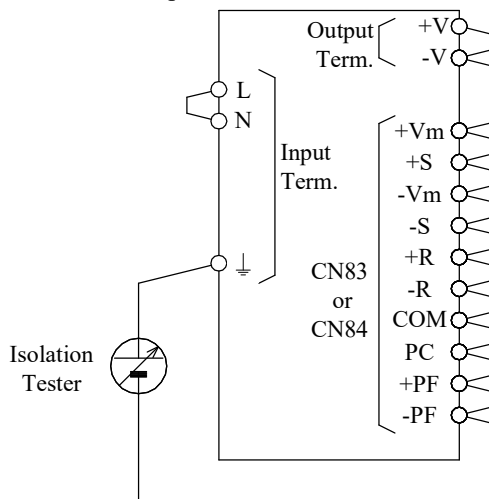 Output
Term.
+V
-V
L
N
Input
Term.
+Vm
+S
-Vm
-S
+R
-R
COM
PC
+PF
-PF
CN83
or
CN84
Isolation
Tester